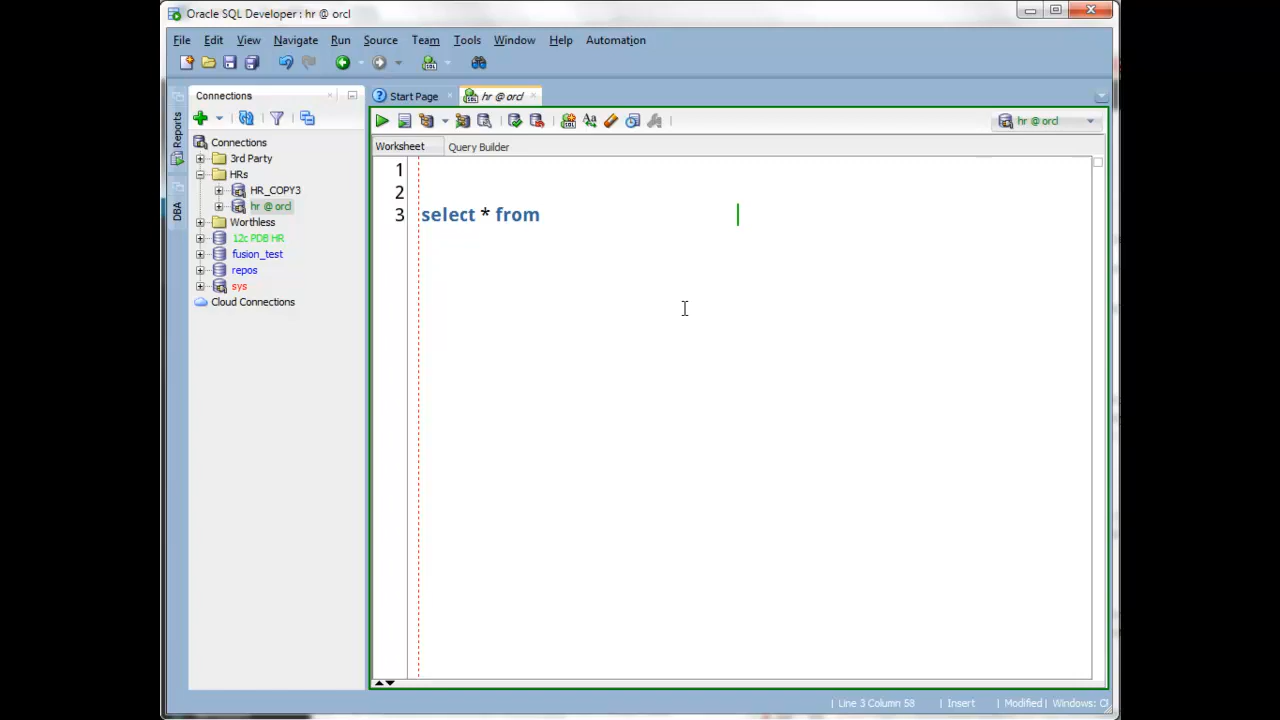 Oracle SQL Developer : hr @ orcl
File Edit View Navigate Run Source Team Tools Window Help Automation
Connections
Start Page
hr @ orcl
Reports
DBA
hr @ orcl
Connections
3rd Party
HRs
HR_COPY3
hr @ orcl
Worthless
12c PDB HR
fusion_test
repos
sys
Cloud Connections
Worksheet Query Builder
1
2
3 select * from
Line 3 Column 58 Insert Modified Windows: C